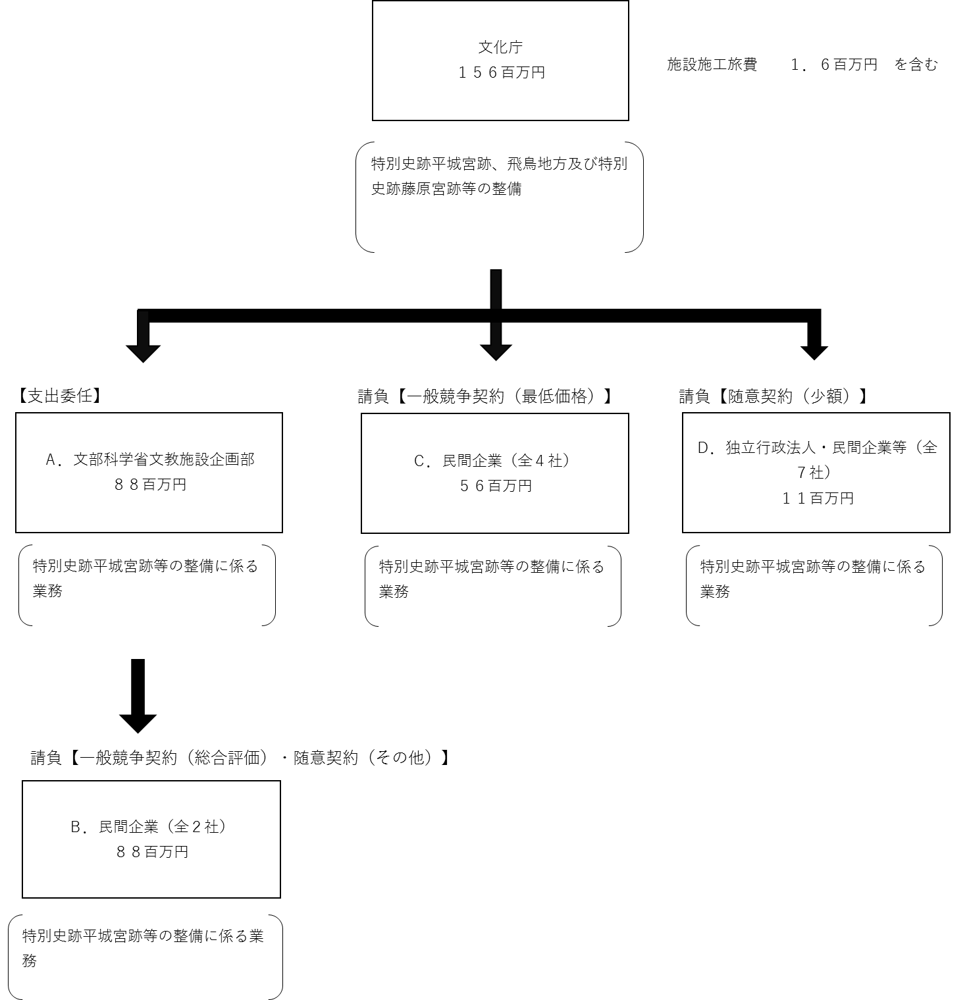 文化庁
１５６百万円
施設施工旅費　　１．６百万円　を含む
特別史跡平城宮跡、飛鳥地方及び特別
史跡藤原宮跡等の整備
【支出委任】
A．文部科学省文教施設企画部
８８百万円
特別史跡平城宮跡等の整備に係る
業務
請負【一般競争契約（最低価格）】
C．民間企業（全４社）
５６百万円
特別史跡平城宮跡等の整備に係る
業務
請負【随意契約（少額）】
D．独立行政法人・民間企業等（全
７社）
１１百万円
特別史跡平城宮跡等の整備に係る
業務
請負【一般競争契約（総合評価）・随意契約（その他）】
B．民間企業（全２社）
８８百万円
特別史跡平城宮跡等の整備に係る業
務